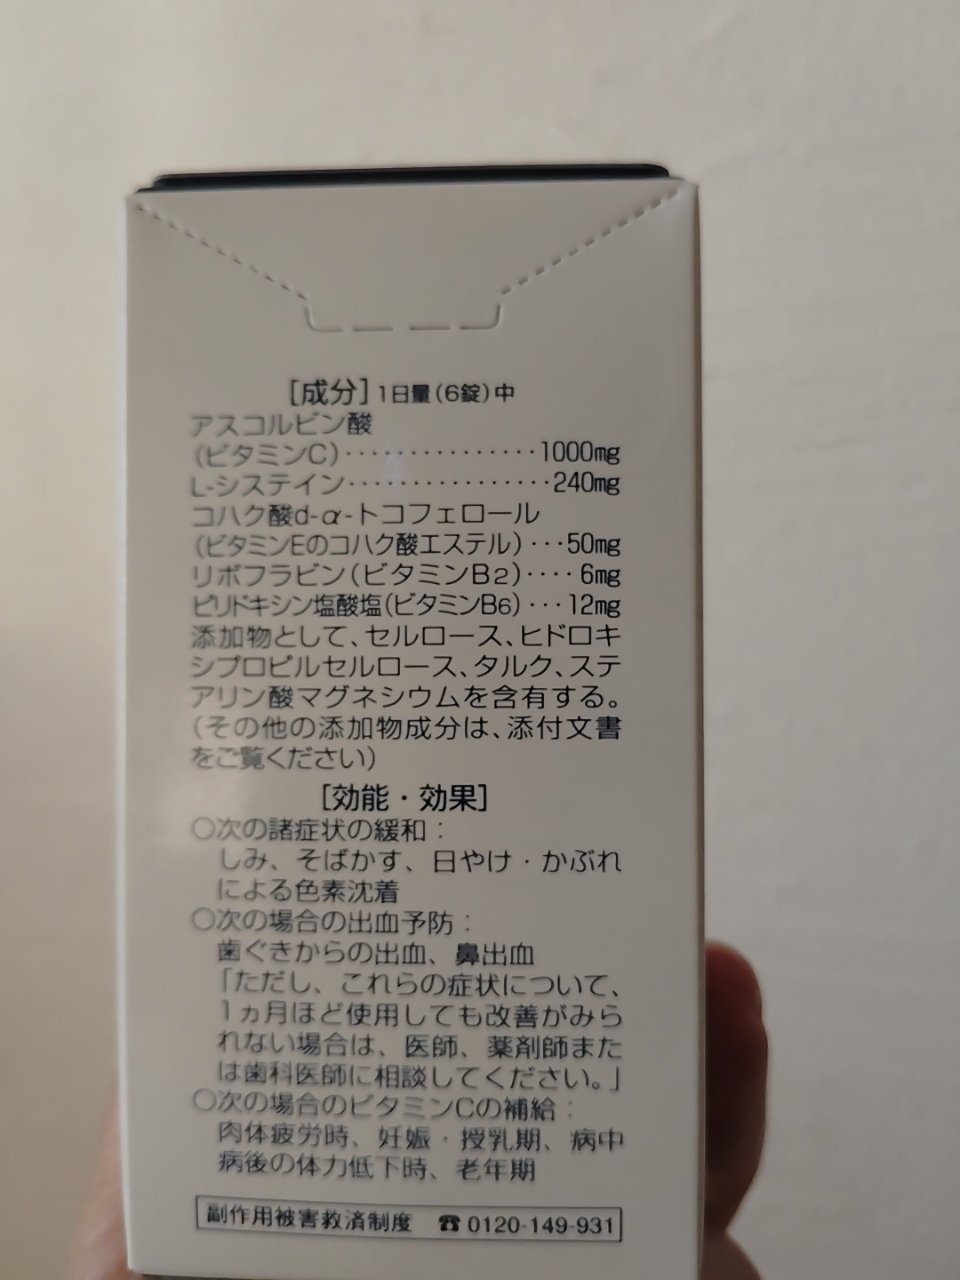 [成分]1日量(6錠)中
アスコルビン酸
(ビタミンC)···············1000mg
L-システイン················240mg
コハク酸d-α-トコフェロール
(ビタミンEのコハク酸エステル)···50mg
リボフラビン(ビタミンB2)····6mg
ピリドキシン塩酸塩(ビタミンB6)···12mg
添加物として、セルロース、ヒドロキ
シプロピルセルロース、タルク、ステ
アリン酸マグネシウムを含有する。
(その他の添加物成分は、添付文書
をご覧ください)
[効能・効果]
○次の諸症状の緩和:
しみ、そばかす、日やけ・かぶれ
による色素沈着
○次の場合の出血予防:
歯ぐきからの出血、鼻出血
「ただし、これらの症状について、
1ヵ月ほど使用しても改善がみら
れない場合は、医師、薬剤師また
は歯科医師に相談してください。」
○次の場合のビタミンCの補給:
肉体疲労時、妊娠・授乳期、病中
病後の体力低下時、老年期
副作用被害救済制度 ☎0120-149-931